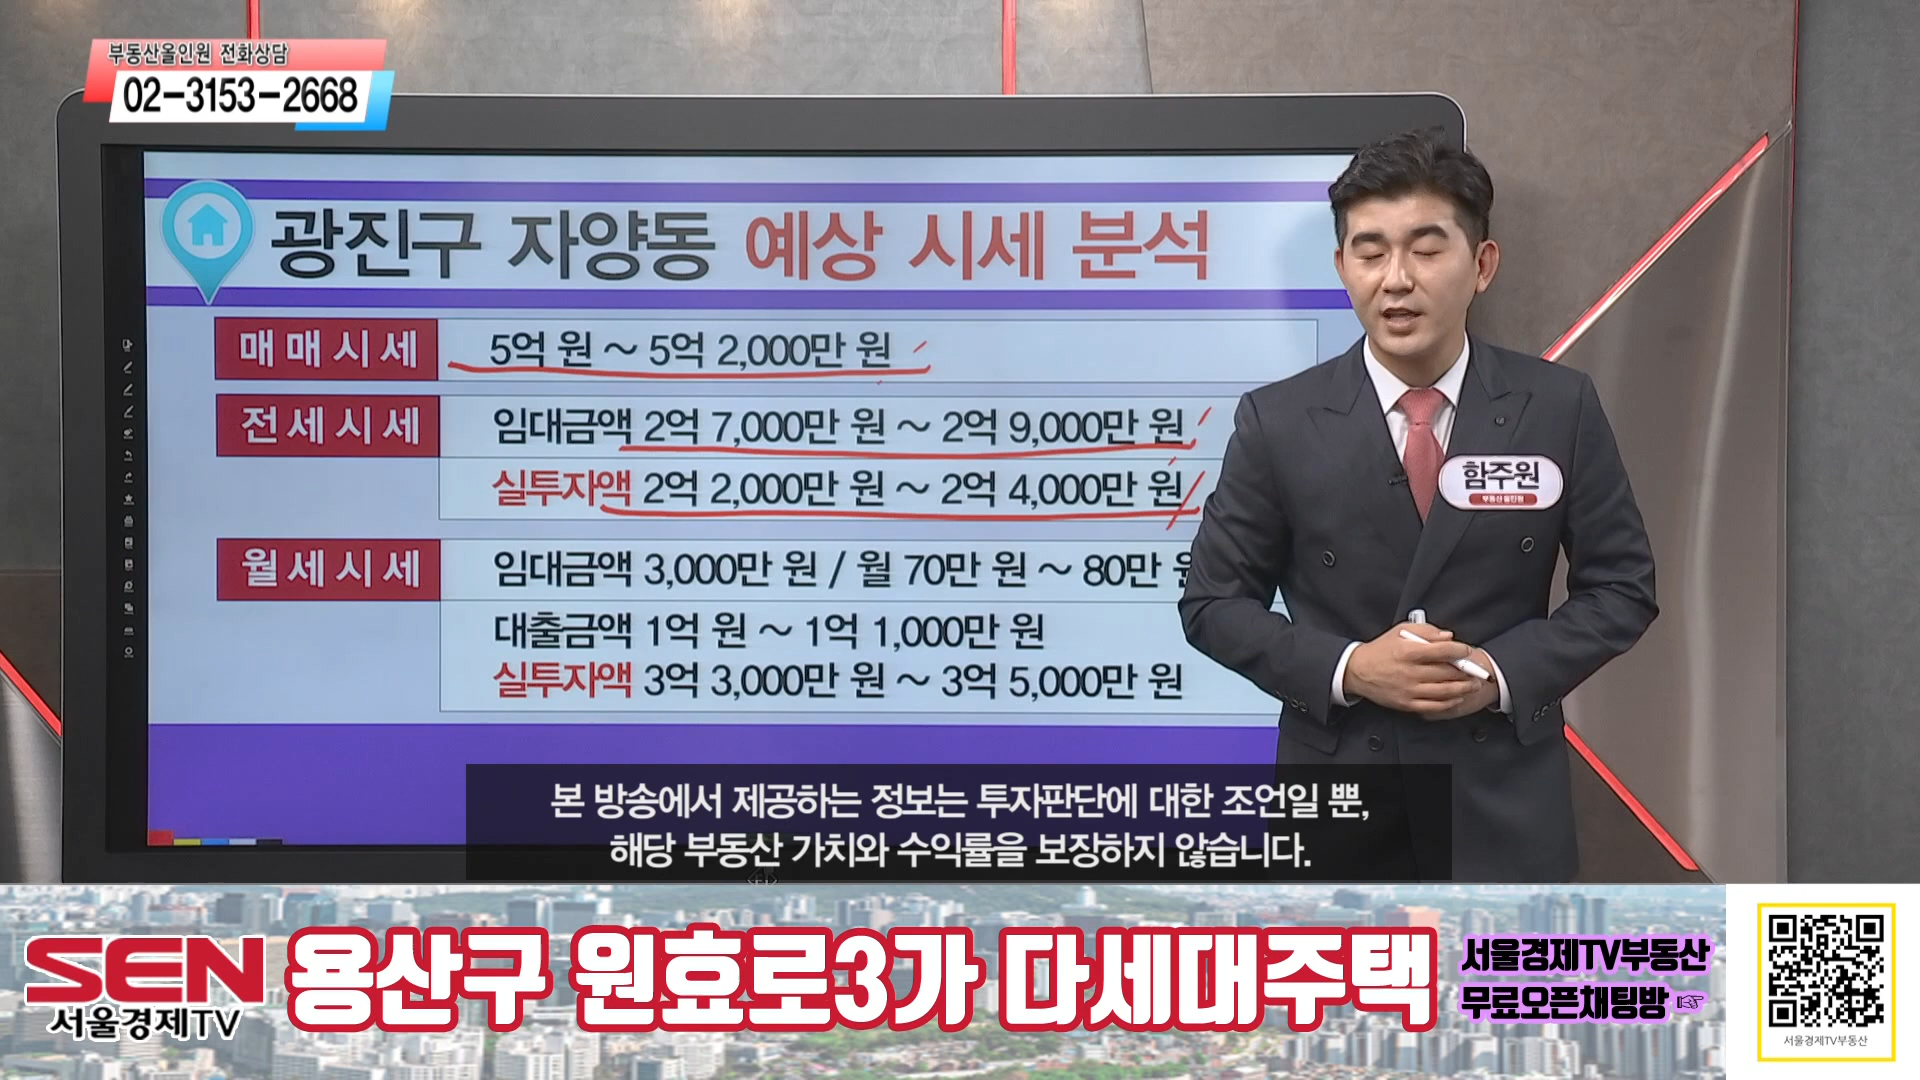 부동산올인원 전화상담
02-3153-2668
광진구 자양동 예상 시세 분석
매매시세
5억 원 ~ 5억 2,000만 원
전세시세
임대금액 2억 7,000만 원 ~ 2억 9,000만 원
실투자액 2억 2,000만 원 ~ 2억 4,000만 원
월세시세
임대금액 3,000만 원 / 월 70만 원 ~ 80만 원
대출금액 1억 원 ~ 1억 1,000만 원
실투자액 3억 3,000만 원 ~ 3억 5,000만 원
함주원
부동산 올인원
본 방송에서 제공하는 정보는 투자판단에 대한 조언일 뿐,
해당 부동산 가치와 수익률을 보장하지 않습니다.
SEN
서울경제TV
용산구 원효로3가 다세대주택
서울경제TV부동산
무료오픈채팅방 ☞
서울경제TV부동산